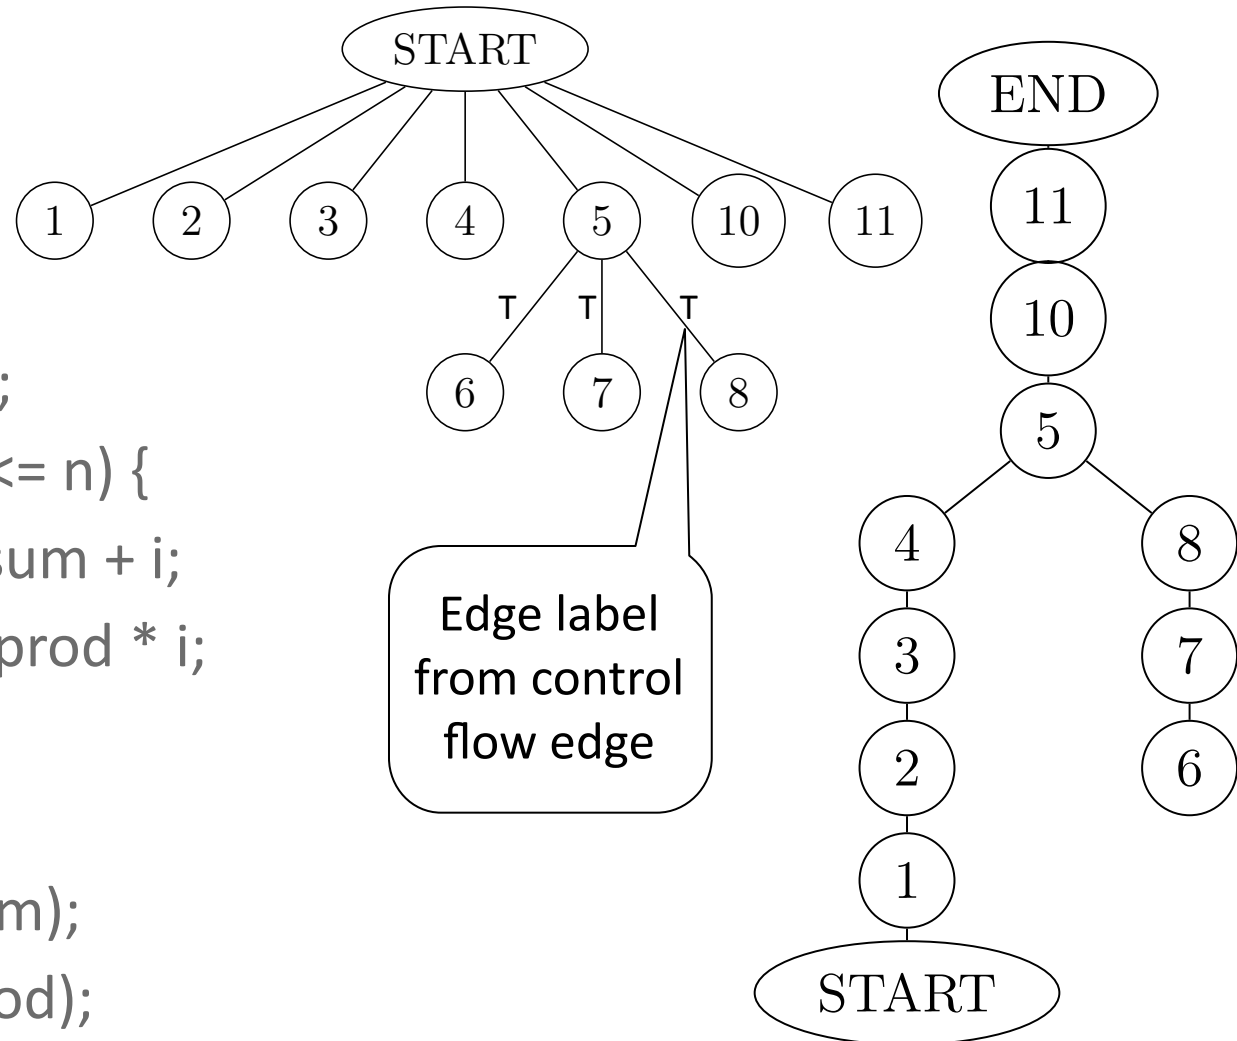 START
1 2 3 4 5 10 11
T T T
6 7 8
;
<= n) {
sum + i;
prod * i;
m);
od);
Edge label
from control
flow edge
END
11
10
5
4 8
3 7
2 6
1
START